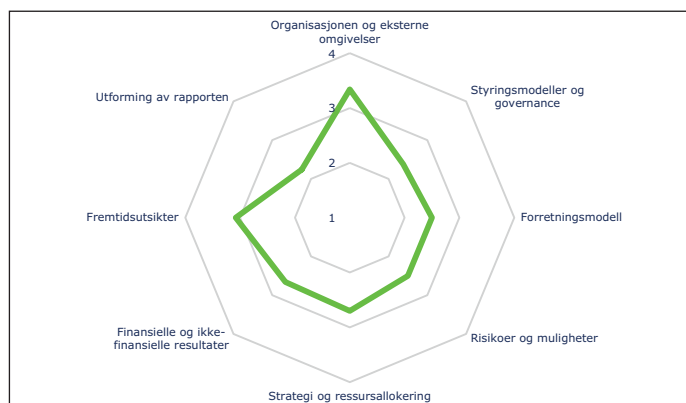 Organisasjonen og eksterne
omgivelser
4
Utforming av rapporten
Styringsmodeller og
governance
3
2
Fremtidsutsikter
1
Forretningsmodell
Finansielle og ikke-
finansielle resultater
Risikoer og muligheter
Strategi og ressursallokering